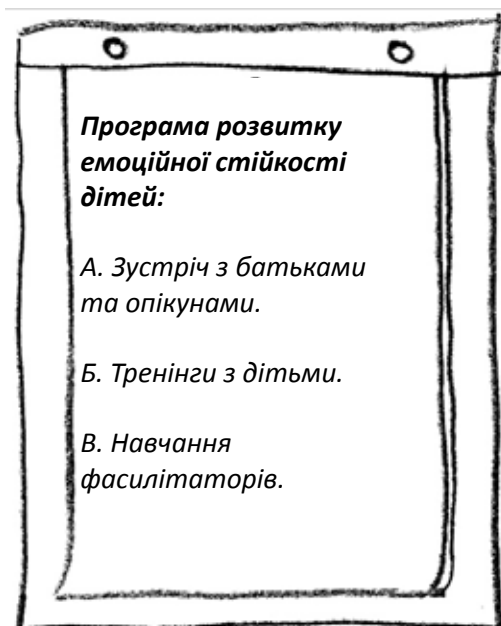 Програма розвитку
емоційної стійкості
дітей:
А. Зустріч з батьками
та опікунами.
Б. Тренінги з дітьми.
В. Навчання
фасилітаторів.